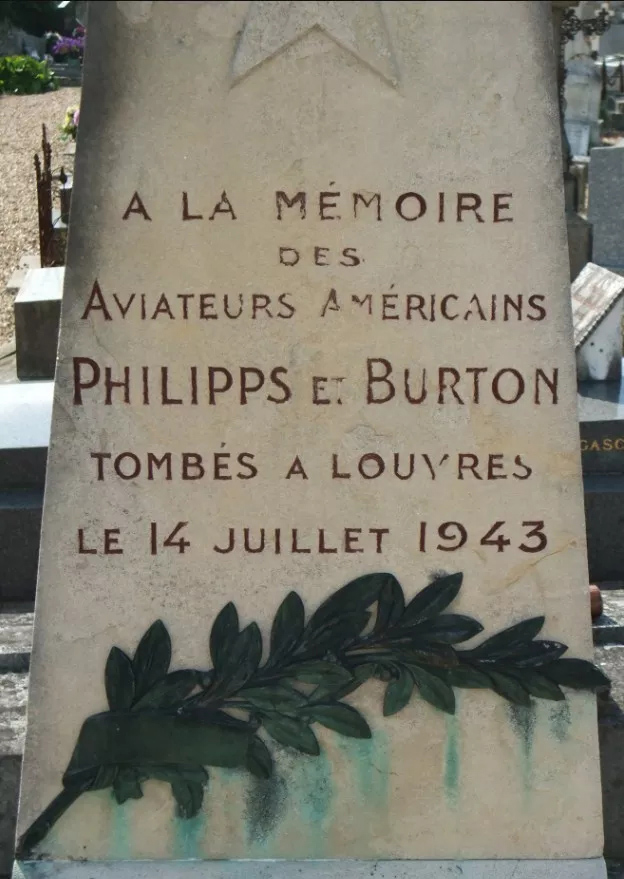 A LA MÉMOIRE
DES
AVIATEURS AMÉRICAINS
PHILIPPS ET BURTON
TOMBÉS A LOUVRES
LE 14 JUILLET 1943